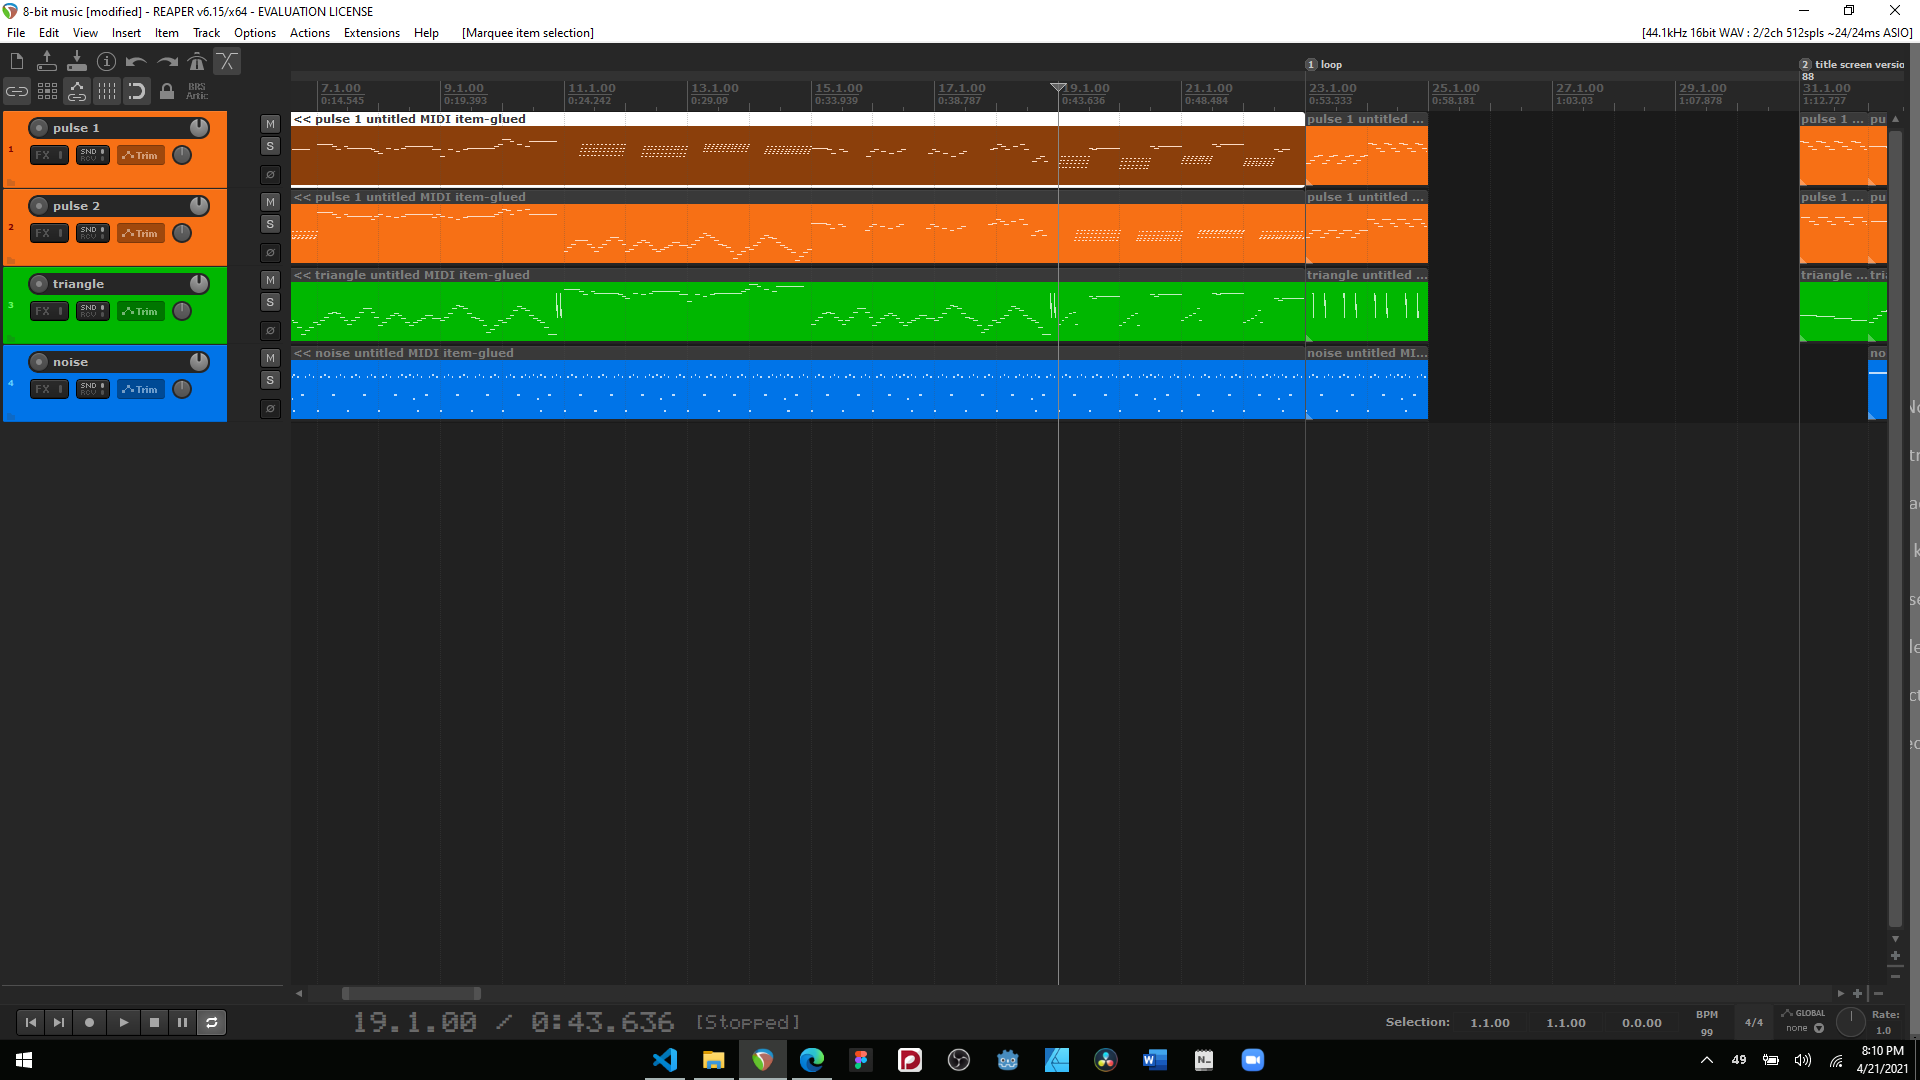 8-bit music [modified] - REAPER v6.15/x64 - EVALUATION LICENSE
File Edit View Insert Item Track Options Actions Extensions Help [Marquee item selection]
[44.1kHz 16bit WAV : 2/2ch 512spls ~24/24ms ASIO]
1 loop
2 title screen versio
88
BRS
Artic
7.1.00 9.1.00 11.1.00 13.1.00 15.1.00 17.1.00 19.1.00 21.1.00 23.1.00 25.1.00 27.1.00 29.1.00 31.1.00
0:14.545 0:19.393 0:24.242 0:29.09 0:33.939 0:38.787 0:43.636 0:48.484 0:53.333 0:58.181 1:03.03 1:07.878 1:12.727
1 pulse 1 M
FX SND RCV Trim S
Ø
<< pulse 1 untitled MIDI item-glued
pulse 1 untitled ...
pulse 1 ... pu
2 pulse 2 M
FX SND RCV Trim S
Ø
<< pulse 1 untitled MIDI item-glued
pulse 1 untitled ...
pulse 1 ... pu
3 triangle M
FX SND RCV Trim S
Ø
<< triangle untitled MIDI item-glued
triangle untitled ...
triangle ... tri
4 noise M
FX SND RCV Trim S
Ø
<< noise untitled MIDI item-glued
noise untitled MI...
no
19.1.00 / 0:43.636 [Stopped]
Selection: 1.1.00 1.1.00 0.0.00
BPM
99
4/4
GLOBAL
none
Rate:
1.0
49
8:10 PM
4/21/2021